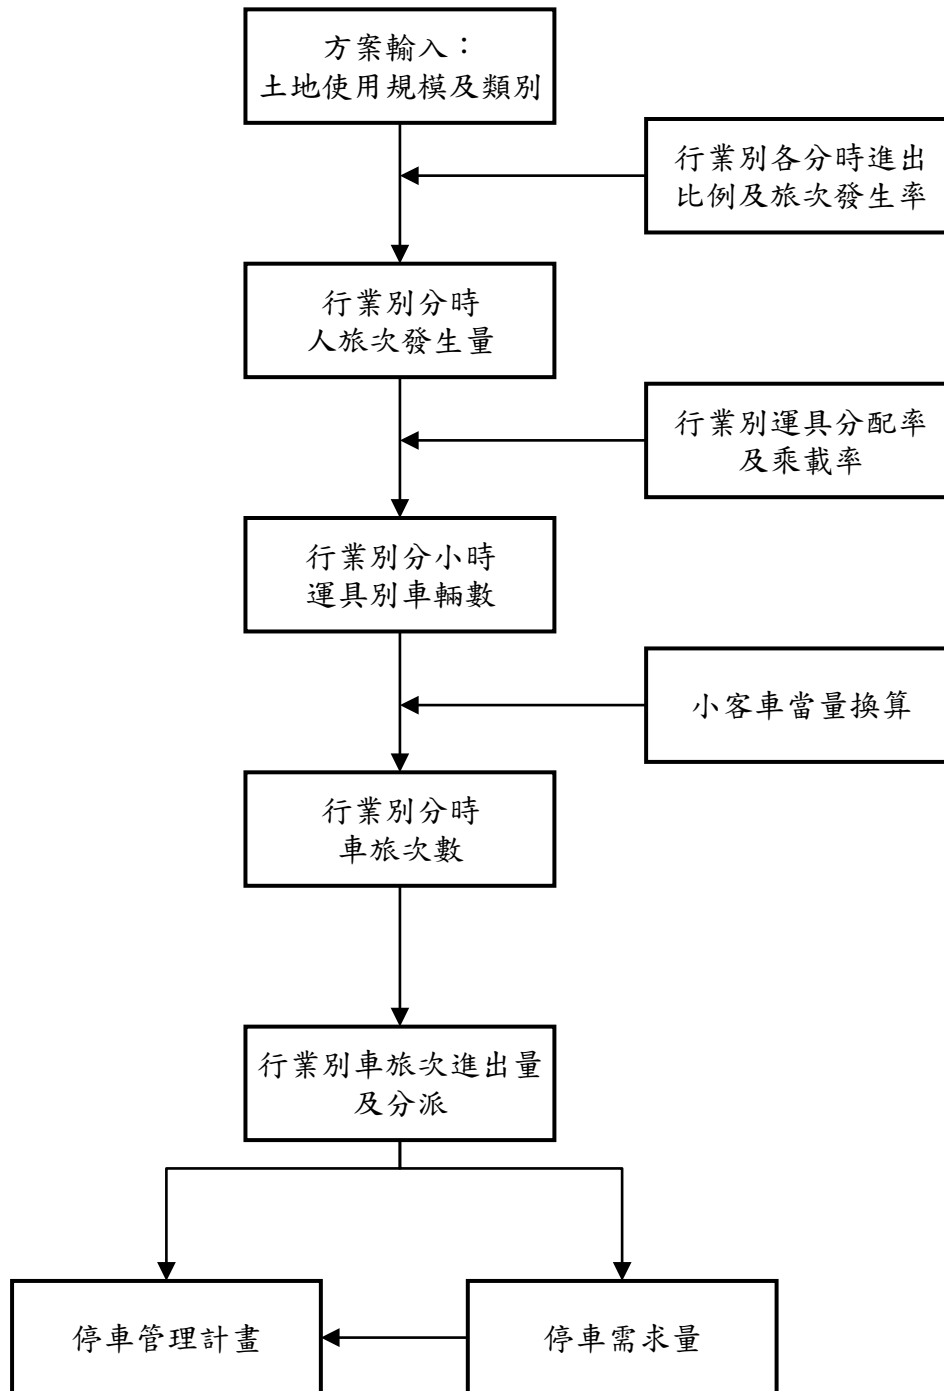 方案輸入：
土地使用規模及類別
行業別各分時進出
比例及旅次發生率
行業別分時
人旅次發生量
行業別運具分配率
及乘載率
行業別分小時
運具別車輛數
小客車當量換算
行業別分時
車旅次數
行業別車旅次進出量
及分派
停車管理計畫
停車需求量